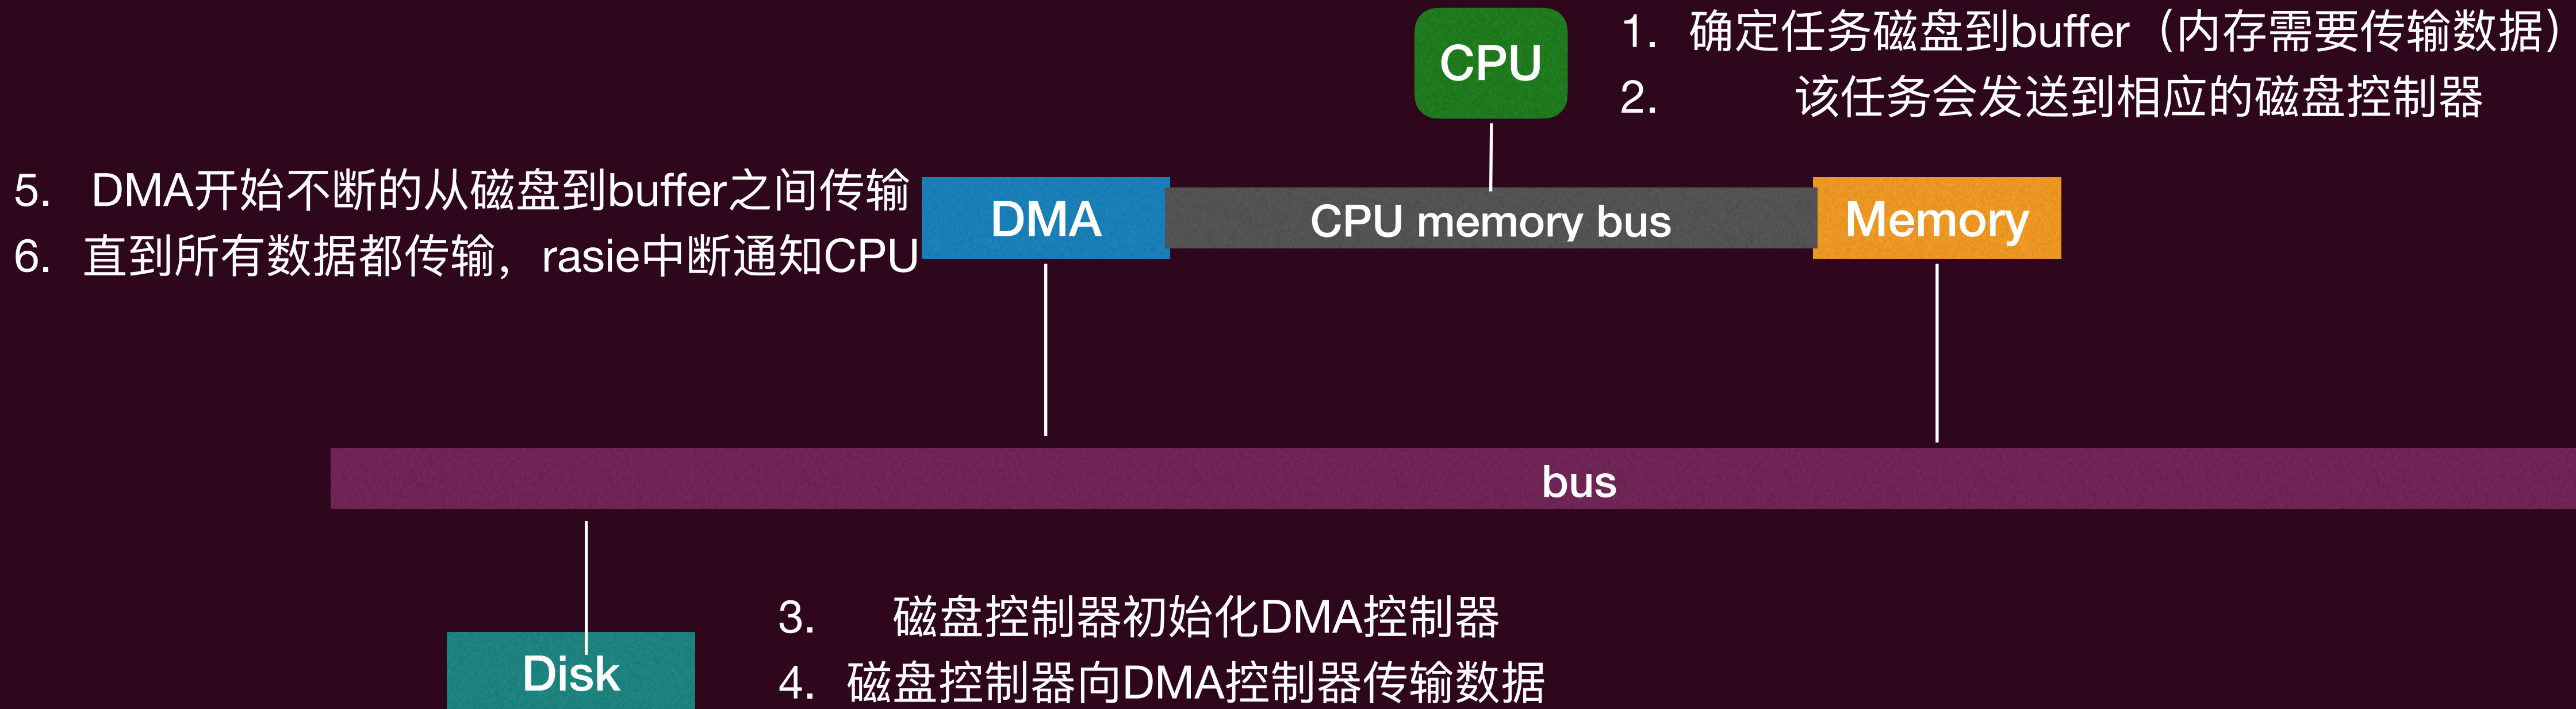 CPU
1. 确定任务磁盘到buffer（内存需要传输数据）
2. 该任务会发送到相应的磁盘控制器
5. DMA开始不断的从磁盘到buffer之间传输
6. 直到所有数据都传输，rasie中断通知CPU
DMA
CPU memory bus
Memory
bus
3. 磁盘控制器初始化DMA控制器
4. 磁盘控制器向DMA控制器传输数据
Disk